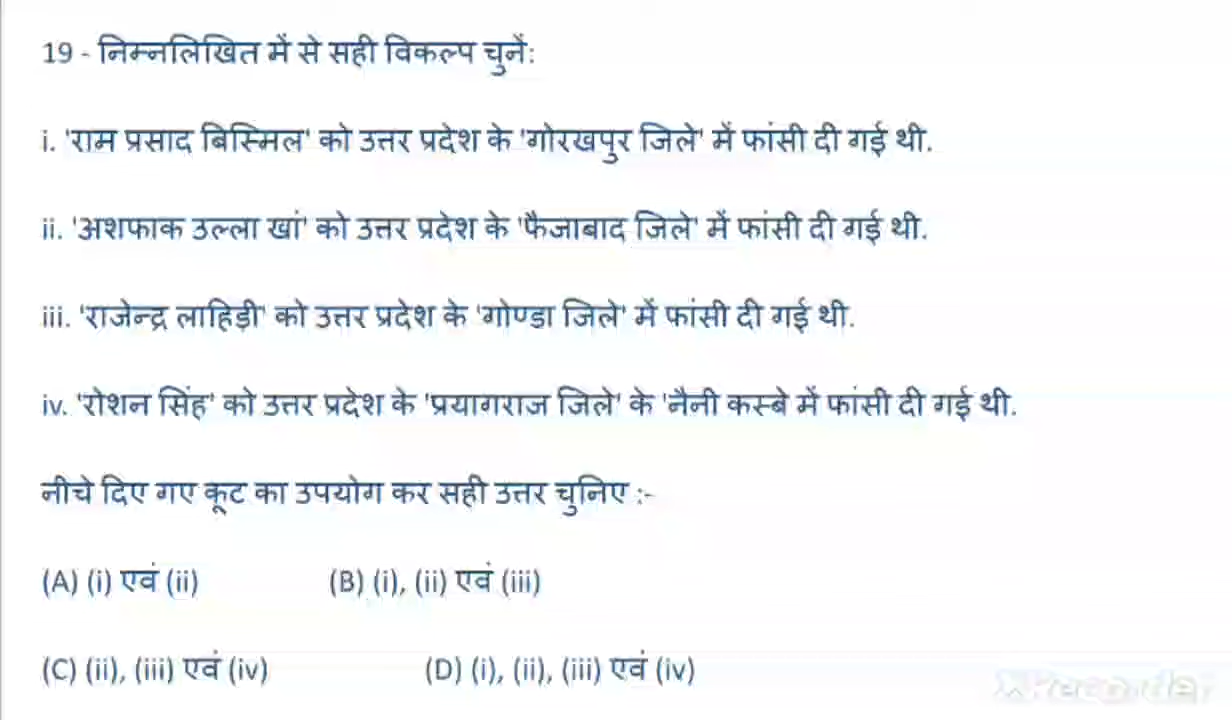 19 - निम्नलिखित में से सही विकल्प चुनें:
i. 'राम प्रसाद बिस्मिल' को उत्तर प्रदेश के 'गोरखपुर जिले' में फांसी दी गई थी.
ii. 'अशफाक उल्ला खां' को उत्तर प्रदेश के 'फैजाबाद जिले' में फांसी दी गई थी.
iii. 'राजेन्द्र लाहिड़ी' को उत्तर प्रदेश के 'गोण्डा जिले' में फांसी दी गई थी.
iv. 'रोशन सिंह' को उत्तर प्रदेश के 'प्रयागराज जिले' के 'नैनी कस्बे में फांसी दी गई थी.
नीचे दिए गए कूट का उपयोग कर सही उत्तर चुनिए :-
(A) (i) एवं (ii) (B) (i), (ii) एवं (iii)
(C) (ii), (iii) एवं (iv) (D) (i), (ii), (iii) एवं (iv)